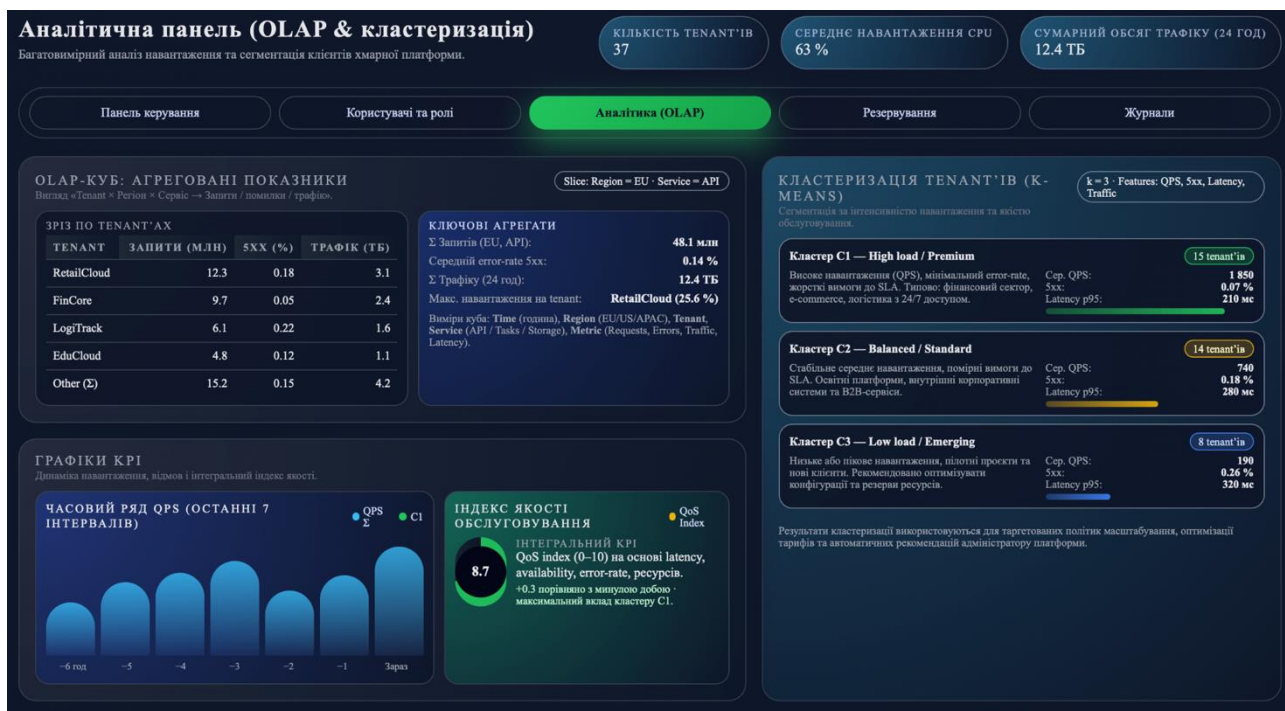 Аналітична панель (OLAP & кластеризація)
Багатовимірний аналіз навантаження та сегментація клієнтів хмарної платформи.
КІЛЬКІСТЬ TENANT'ІВ
37
СЕРЕДНЄ НАВАНТАЖЕННЯ CPU
63 %
СУМАРНИЙ ОБСЯГ ТРАФІКУ (24 ГОД)
12.4 ТБ
Панель керування
Користувачі та ролі
Аналітика (OLAP)
Резервування
Журнали
OLAP-КУБ: АГРЕГОВАНІ ПОКАЗНИКИ
Вигляд «Tenant × Регіон × Сервіс → Запити / помилки / трафік».
Slice: Region = EU · Service = API
ЗРІЗ ПО TENANT'АХ
TENANT ЗАПИТИ (МЛН) 5XX (%) ТРАФІК (ТБ)
RetailCloud 12.3 0.18 3.1
FinCore 9.7 0.05 2.4
LogiTrack 6.1 0.22 1.6
EduCloud 4.8 0.12 1.1
Other (Σ) 15.2 0.15 4.2
КЛЮЧОВІ АГРЕГАТИ
Σ Запитів (EU, API): 48.1 млн
Середній error-rate 5xx: 0.14 %
Σ Трафіку (24 год): 12.4 ТБ
Макс. навантаження на tenant: RetailCloud (25.6 %)
Виміри куба: Time (година), Region (EU/US/APAC), Tenant,
Service (API / Tasks / Storage), Metric (Requests, Errors, Traffic,
Latency).
ГРАФІКИ KPI
Динаміка навантаження, відмов і інтегральний індекс якості.
ЧАСОВИЙ РЯД QPS (ОСТАННІ 7
ІНТЕРВАЛІВ)
QPS
Σ
C1
−6 год −5 −4 −3 −2 −1 Зараз
ІНДЕКС ЯКОСТІ
ОБСЛУГОВУВАННЯ
QoS
Index
8.7
ІНТЕГРАЛЬНИЙ KPI
QoS index (0–10) на основі latency,
availability, error-rate, ресурсів.
+0.3 порівняно з минулою добою ·
максимальний вклад кластеру C1.
КЛАСТЕРИЗАЦІЯ TENANT'ІВ (K-
MEANS)
Сегментація за інтенсивністю навантаження та якістю
обслуговування.
k = 3 · Features: QPS, 5xx, Latency,
Traffic
Кластер C1 — High load / Premium
15 tenant'ів
Високе навантаження (QPS), мінімальний error-rate,
жорсткі вимоги до SLA. Типово: фінансовий сектор,
e-commerce, логістика з 24/7 доступом.
Сер. QPS: 1 850
5xx: 0.07 %
Latency p95: 210 мс
Кластер C2 — Balanced / Standard
14 tenant'ів
Стабільне середнє навантаження, помірні вимоги до
SLA. Освітні платформи, внутрішні корпоративні
системи та B2B-сервіси.
Сер. QPS: 740
5xx: 0.18 %
Latency p95: 280 мс
Кластер C3 — Low load / Emerging
8 tenant'ів
Низьке або пікове навантаження, пілотні проєкти та
нові клієнти. Рекомендовано оптимізувати
конфігурації та резерви ресурсів.
Сер. QPS: 190
5xx: 0.26 %
Latency p95: 320 мс
Результати кластеризації використовуються для таргетованих політик масштабування, оптимізації
тарифів та автоматичних рекомендацій адміністратору платформи.